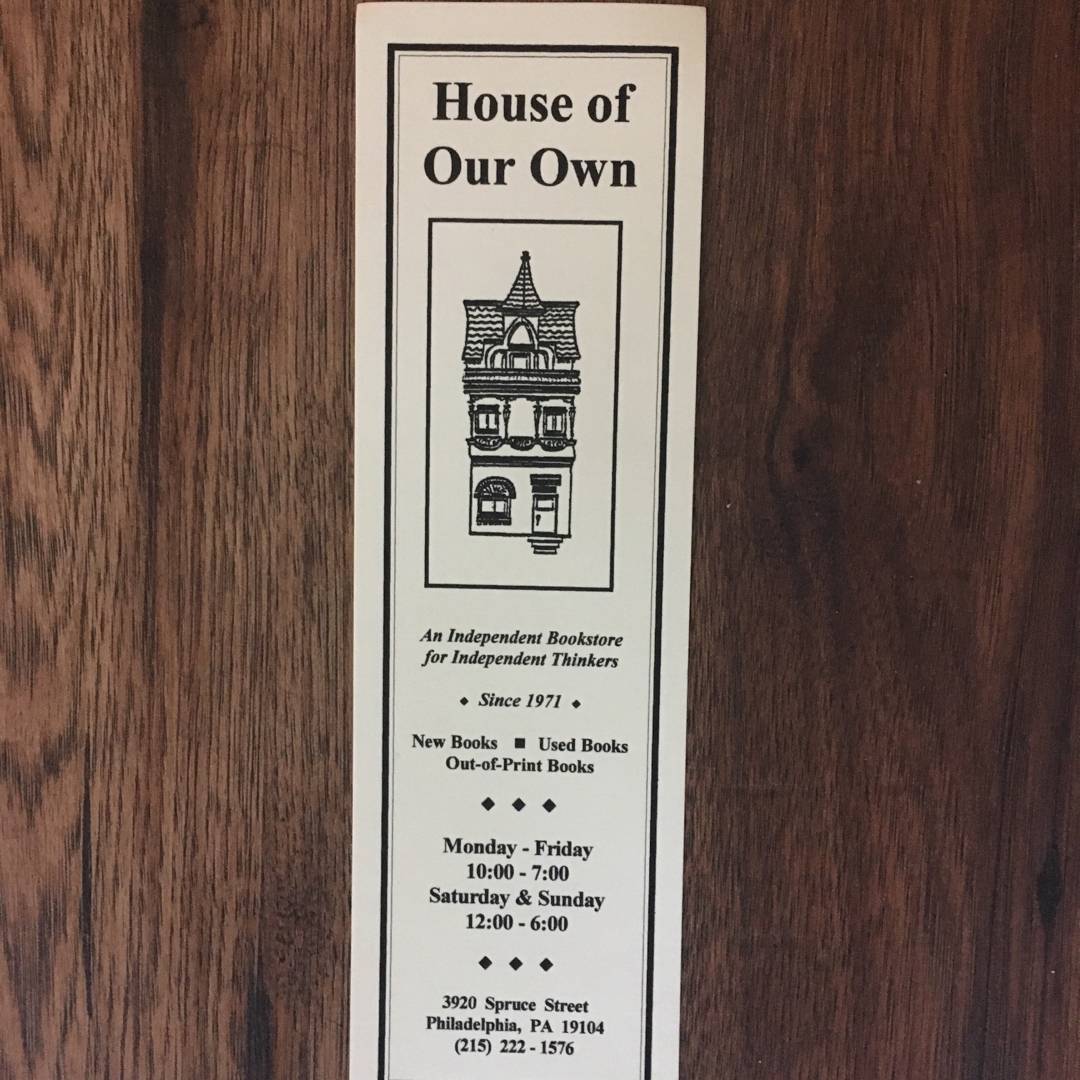 House of
Our Own
An Independent Bookstore
for Independent Thinkers
◆ Since 1971 ◆
New Books ■ Used Books
Out-of-Print Books
◆ ◆ ◆
Monday - Friday
10:00 - 7:00
Saturday & Sunday
12:00 - 6:00
◆ ◆ ◆
3920 Spruce Street
Philadelphia, PA 19104
(215) 222 - 1576